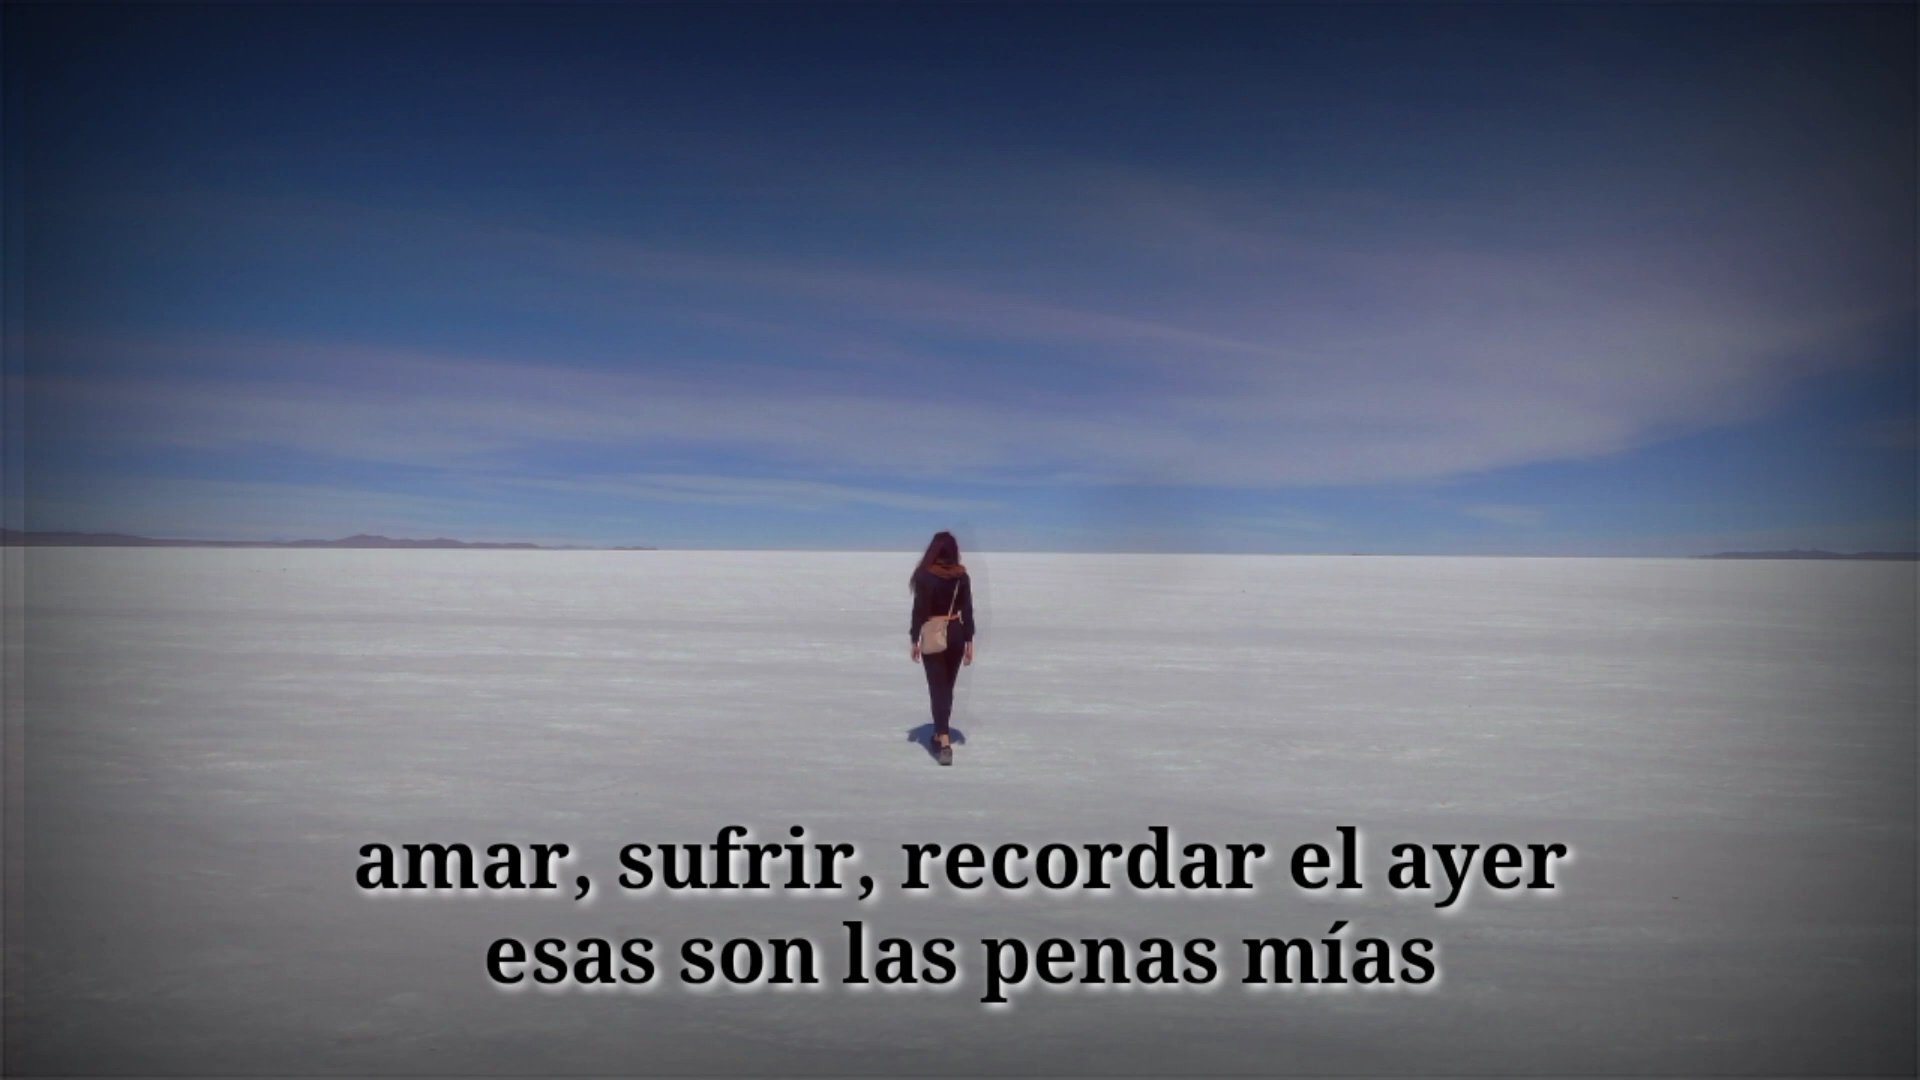 amar, sufrir, recordar el ayer
esas son las penas mías